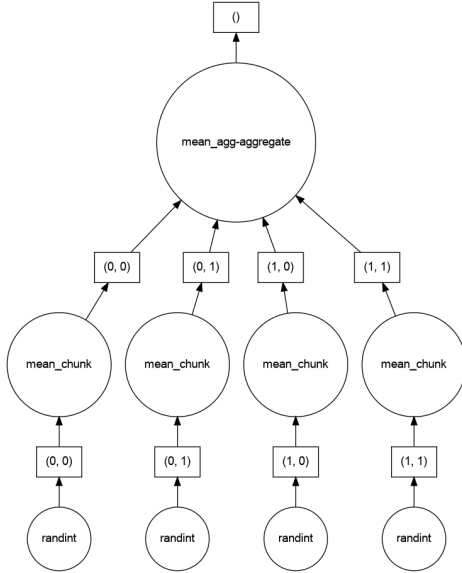 ()
mean_agg-aggregate
(0, 0) (0, 1) (1, 0) (1, 1)
mean_chunk mean_chunk mean_chunk mean_chunk
(0, 0) (0, 1) (1, 0) (1, 1)
randint randint randint randint